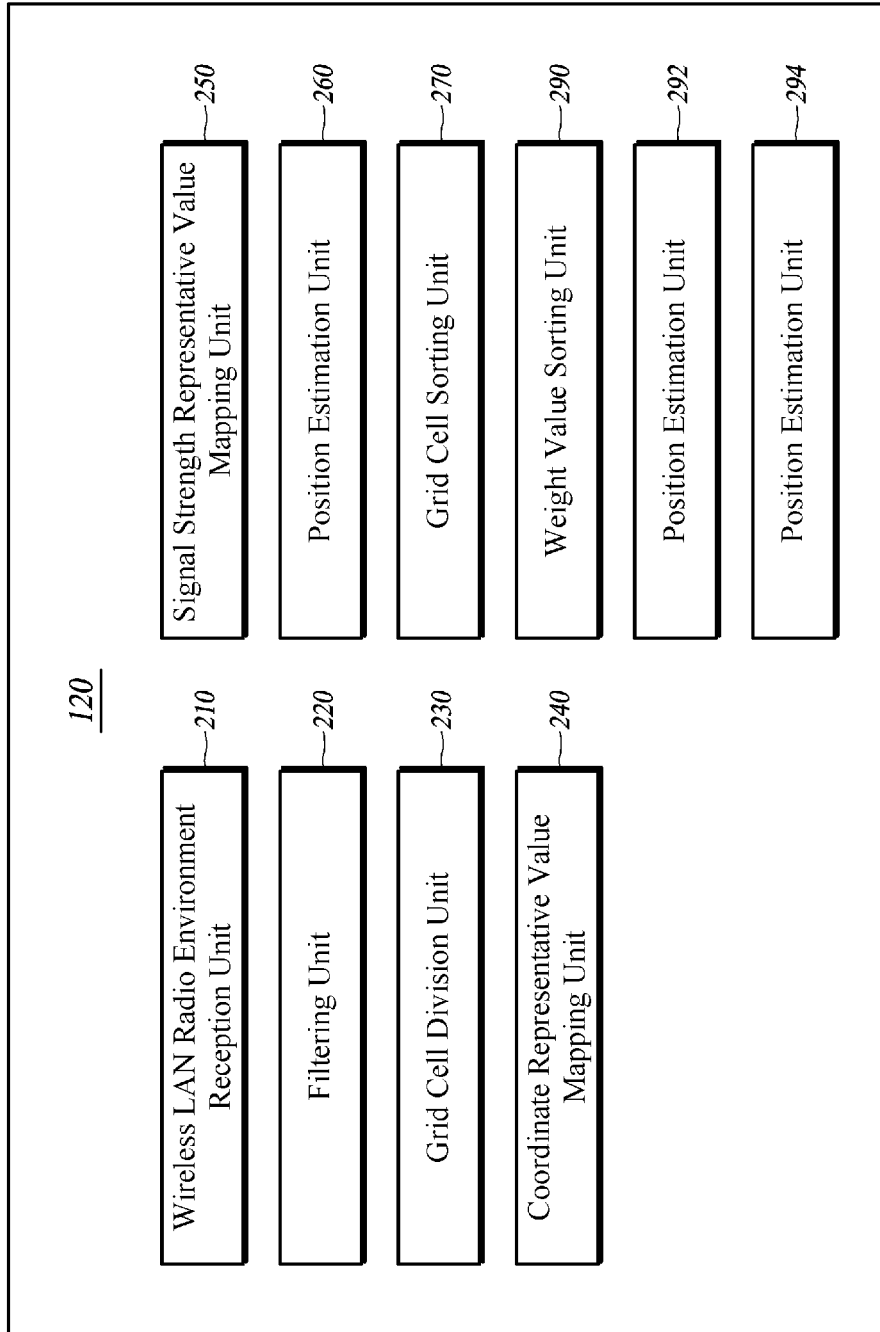 120
Wireless LAN Radio Environment
Reception Unit
210
Filtering Unit
220
Grid Cell Division Unit
230
Coordinate Representative Value
Mapping Unit
240
Signal Strength Representative Value
Mapping Unit
250
Position Estimation Unit
260
Grid Cell Sorting Unit
270
Weight Value Sorting Unit
290
Position Estimation Unit
292
Position Estimation Unit
294